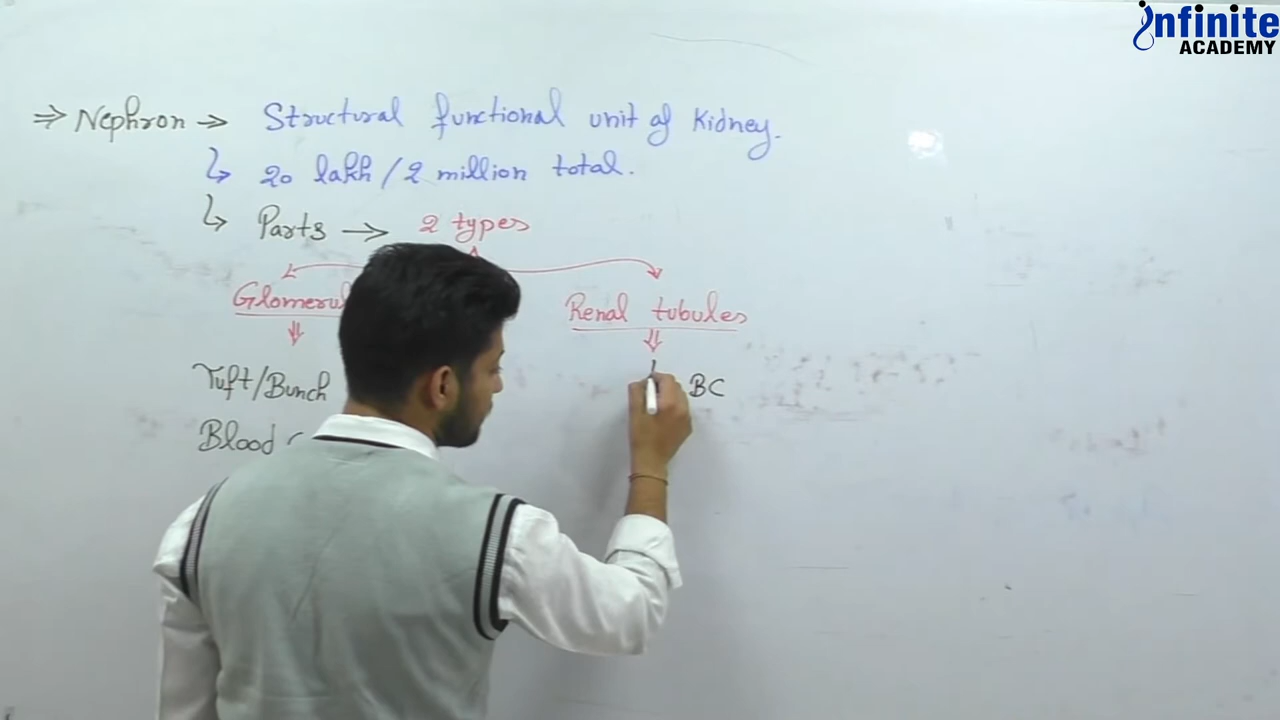 infinite
ACADEMY
⇒ Nephron → Structural functional unit of Kidney.
↳ 20 lakh / 2 million total.
↳ Parts → 2 types
Renal tubules
Tuft/Bunch BC
Blood